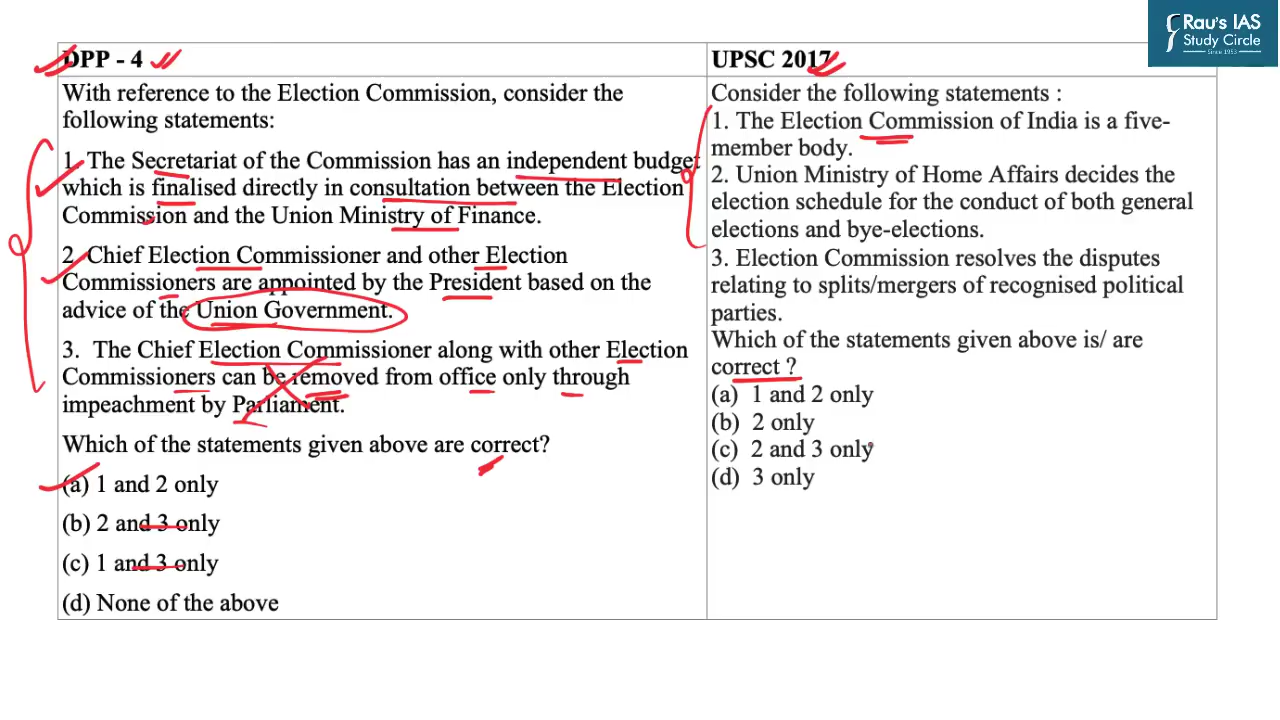 Rau's IAS
Study Circle
Since 1953
DPP - 4
With reference to the Election Commission, consider the
following statements:
1. The Secretariat of the Commission has an independent budget
which is finalised directly in consultation between the Election
Commission and the Union Ministry of Finance.
2. Chief Election Commissioner and other Election
Commissioners are appointed by the President based on the
advice of the Union Government.
3. The Chief Election Commissioner along with other Election
Commissioners can be removed from office only through
impeachment by Parliament.
Which of the statements given above are correct?
(a) 1 and 2 only
(b) 2 and 3 only
(c) 1 and 3 only
(d) None of the above
UPSC 2017
Consider the following statements :
1. The Election Commission of India is a five-
member body.
2. Union Ministry of Home Affairs decides the
election schedule for the conduct of both general
elections and bye-elections.
3. Election Commission resolves the disputes
relating to splits/mergers of recognised political
parties.
Which of the statements given above is/ are
correct ?
(a) 1 and 2 only
(b) 2 only
(c) 2 and 3 only
(d) 3 only